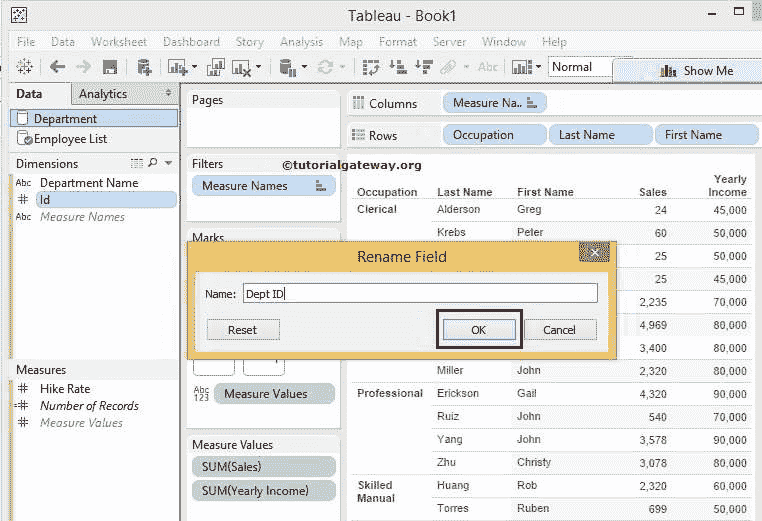 Tableau - Book1
File Data Worksheet Dashboard Story Analysis Map Format Server Window Help
Abc Normal Show Me
Data Analytics Pages Columns Measure Na..
Department
Employee List Rows Occupation Last Name First Name
Dimensions Filters ©tutorialgateway.org
Abc Department Name Measure Names Occupation Last Name First Name Sales Yearly Income
# Id Clerical Alderson Greg 24 45,000
Abc Measure Names Krebs Peter 60 50,000
Marks 25 50,000
Rename Field
25 45,000
Name: Dept ID 2,235 70,000
4,969 80,000
Reset OK Cancel
3,400 80,000
Measures Miller John 2,320 80,000
# Hike Rate Abc 123 Measure Values Professional Erickson Gail 4,320 90,000
=# Number of Records Ruiz John 540 70,000
# Measure Values Yang John 3,578 90,000
Measure Values Zhu Christy 3,078 80,000
SUM(Sales) Skilled Manual Huang Rob 2,320 60,000
SUM(Yearly Income) Torres Ruben 699 50,000